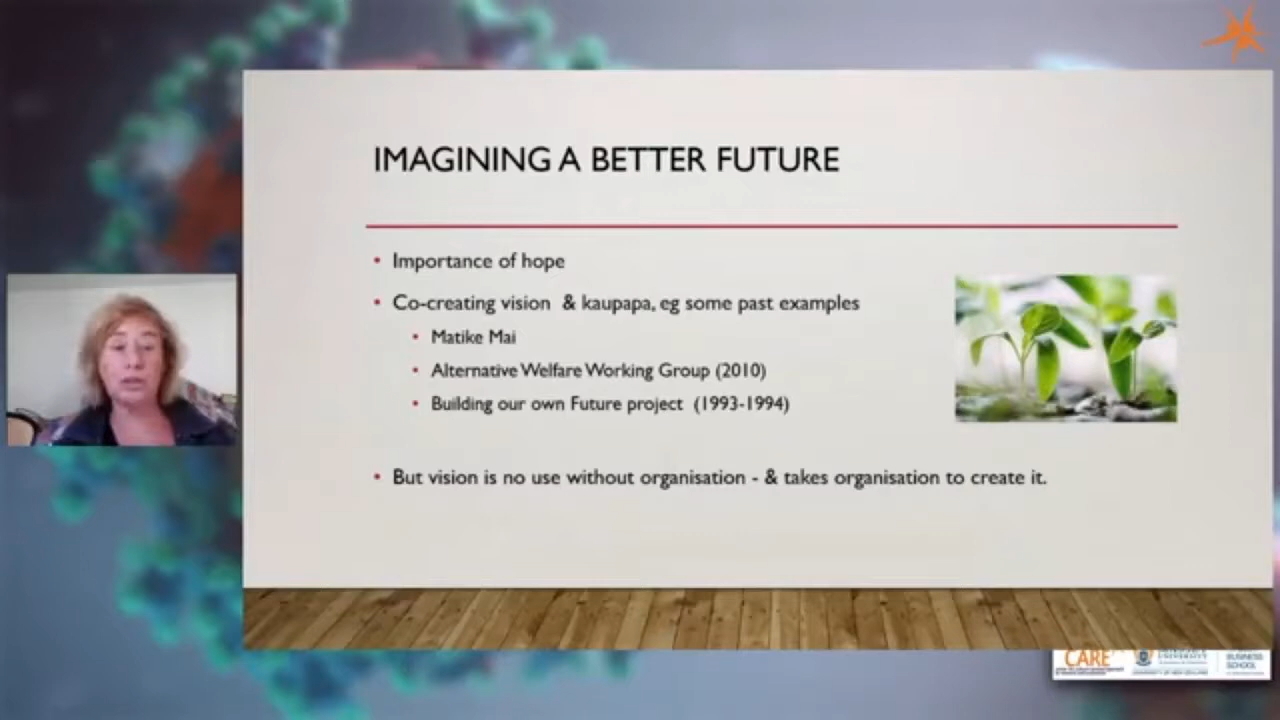 IMAGINING A BETTER FUTURE
• Importance of hope
• Co-creating vision & kaupapa, eg some past examples
• Matike Mai
• Alternative Welfare Working Group (2010)
• Building our own Future project (1993-1994)
• But vision is no use without organisation - & takes organisation to create it.
CARE
UNIVERSITY
BUSINESS
SCHOOL